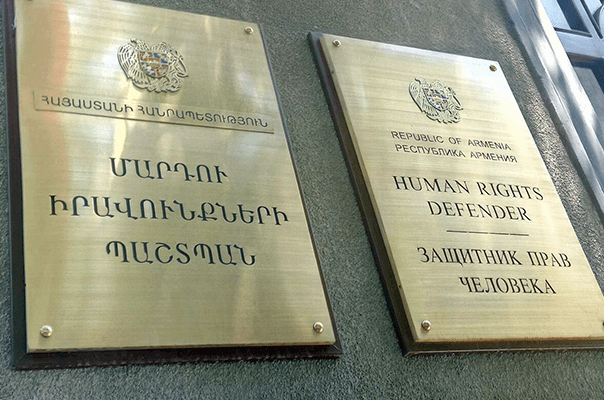 ՀԱՅԱՍՏԱՆԻ ՀԱՆՐԱՊԵՏՈՒԹՅՈՒՆ
ՄԱՐԴՈՒ
ԻՐԱՎՈՒՆՔՆԵՐԻ
ՊԱՇՏՊԱՆ
REPUBLIC OF ARMENIA
РЕСПУБЛИКА АРМЕНИЯ
HUMAN RIGHTS
DEFENDER
ЗАЩИТНИК ПРАВ
ЧЕЛОВЕКА